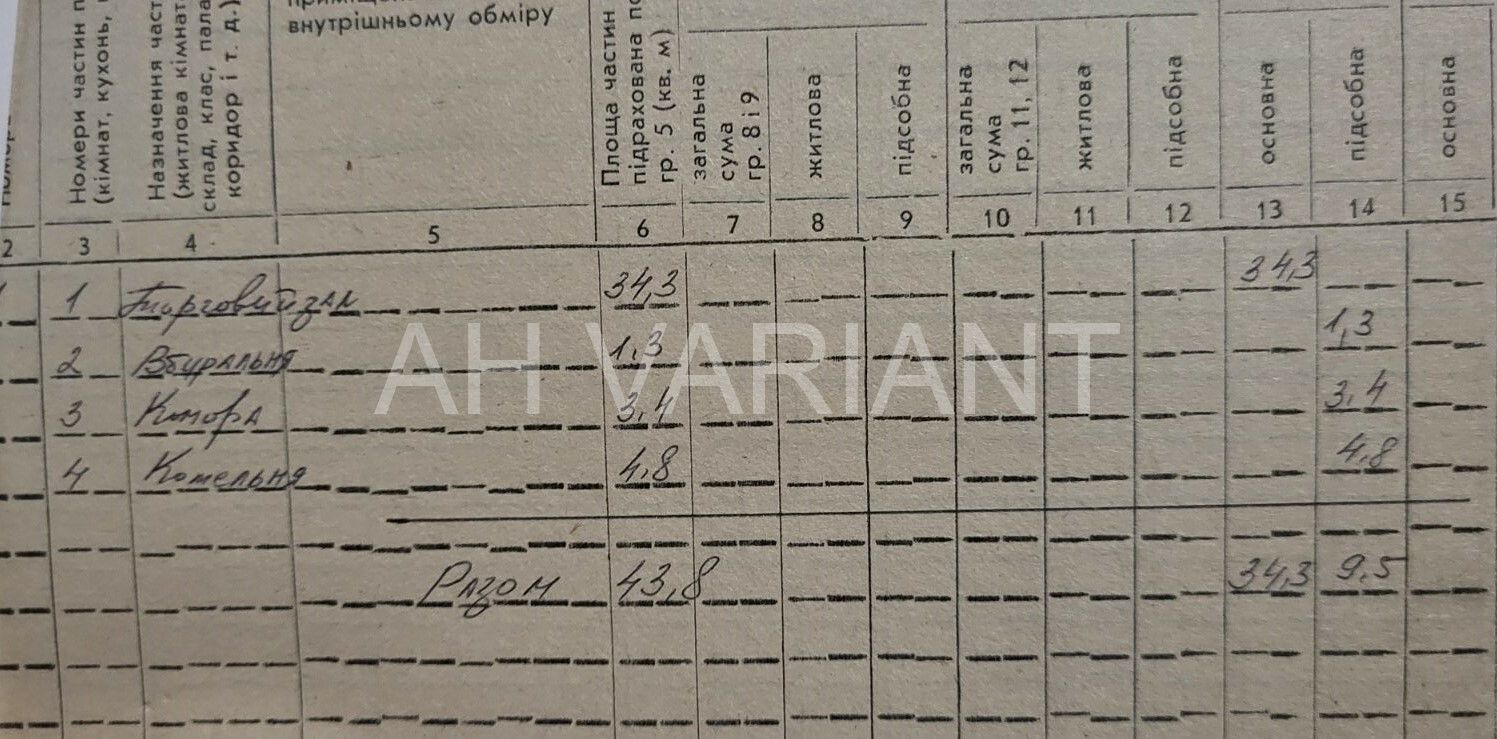 внутрішньому обміру
Номери частин п
(кімнат, кухонь,
Назначення част
(житлова кімнат
склад, клас, пала
коридор і т. д.)
Площа частин
підрахована по
гр. 5 (кв. м)
загальна
сума
гр. 8 і 9
житлова
підсобна
загальна
сума
гр. 11, 12
житлова
підсобна
основна
підсобна
основна
2 3 4 5 6 7 8 9 10 11 12 13 14 15
1 Торговий зал 34,3 34,3
2 Вбиральня 1,3 1,3
3 Комора 3,4 3,4
4 Котельня 4,8 4,8
Разом 43,8 34,3 9,5
AH VARIANT